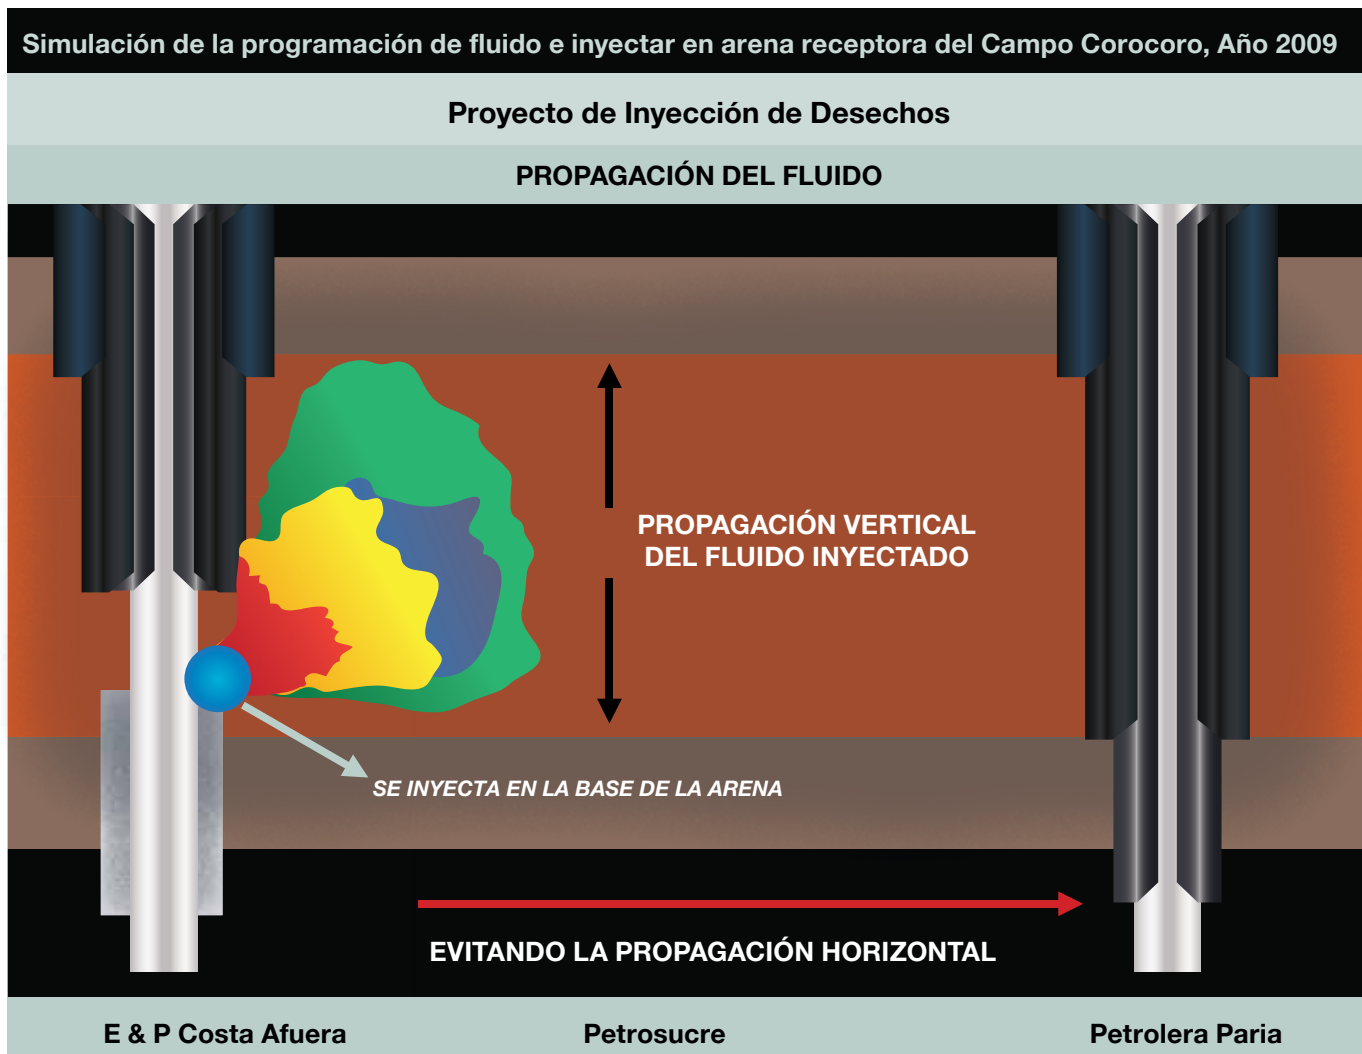 Simulación de la programación de fluido e inyectar en arena receptora del Campo Corocoro, Año 2009
Proyecto de Inyección de Desechos
PROPAGACIÓN DEL FLUIDO
PROPAGACIÓN VERTICAL
DEL FLUIDO INYECTADO
SE INYECTA EN LA BASE DE LA ARENA
EVITANDO LA PROPAGACIÓN HORIZONTAL
E & P Costa Afuera
Petrosucre
Petrolera Paria